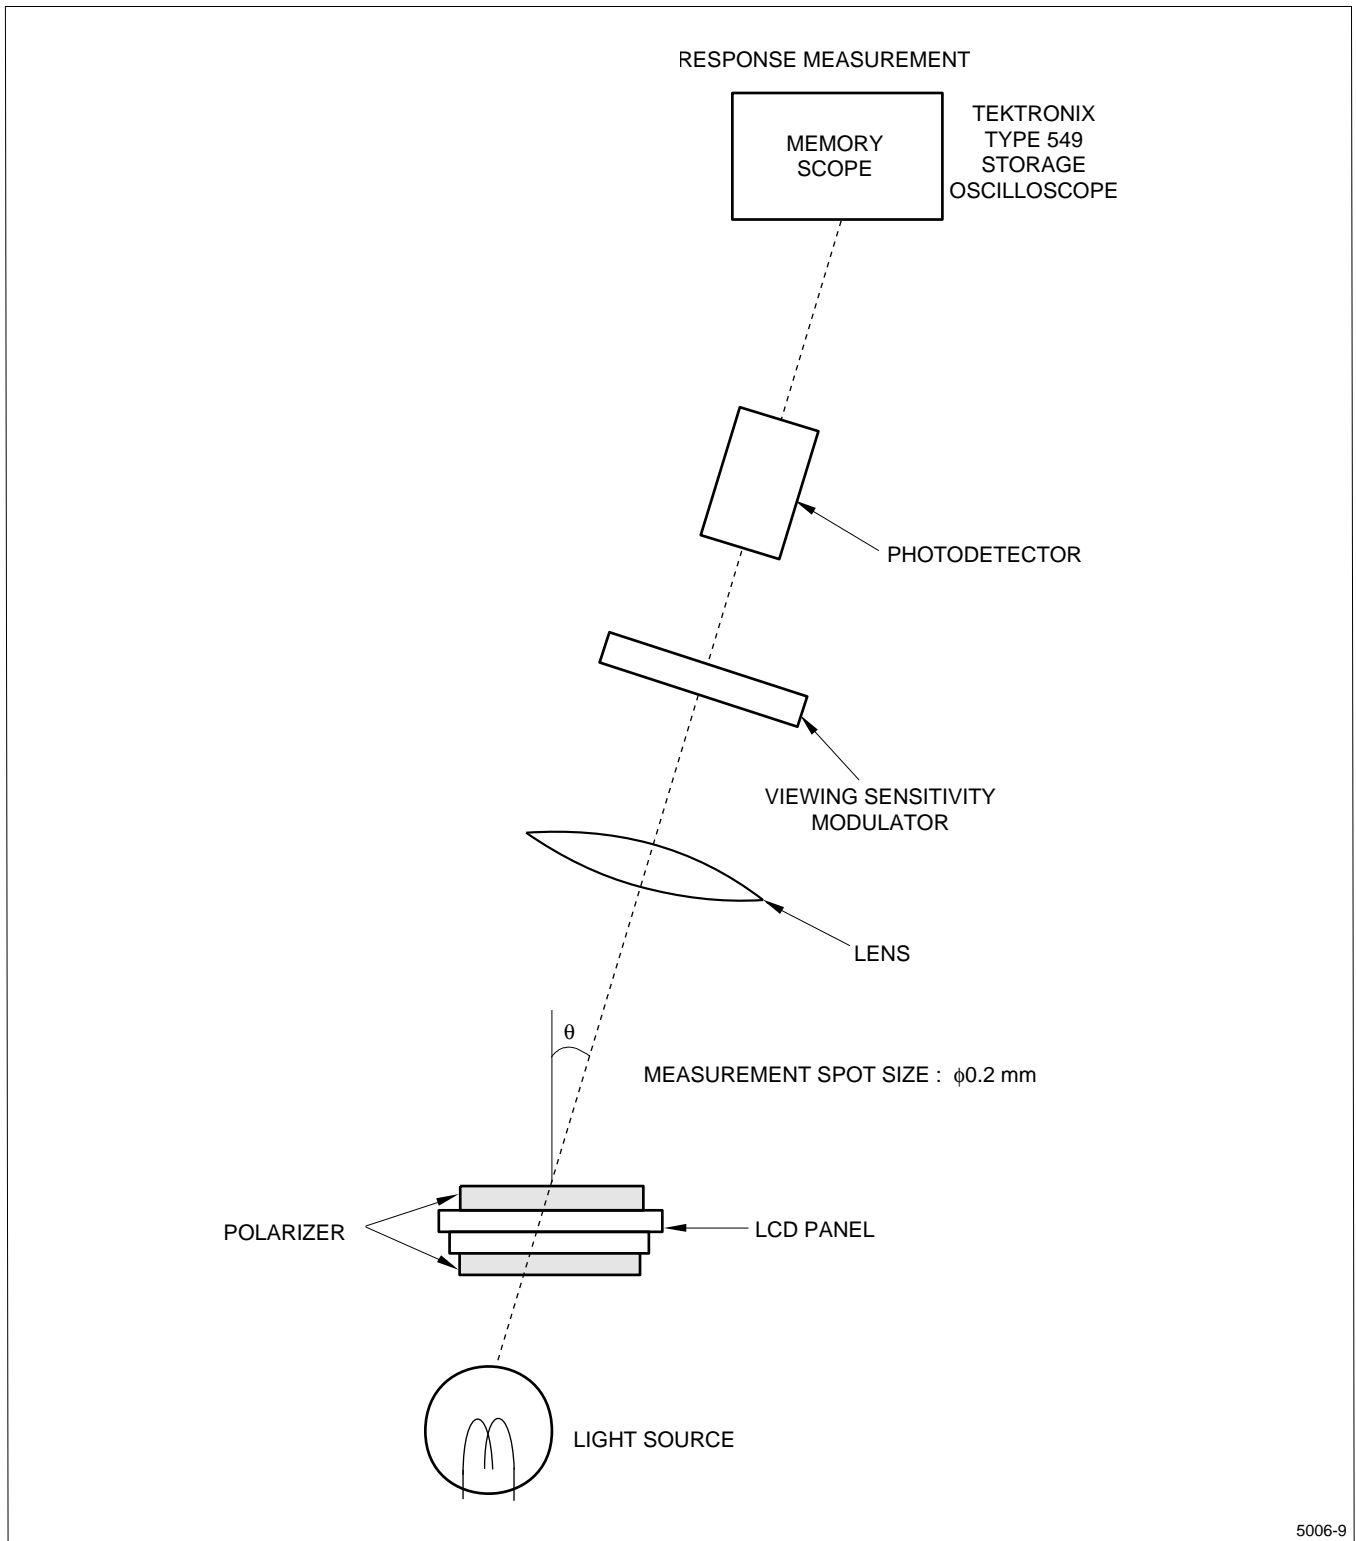 RESPONSE MEASUREMENT
MEMORY
SCOPE
TEKTRONIX
TYPE 549
STORAGE
OSCILLOSCOPE
PHOTODETECTOR
VIEWING SENSITIVITY
MODULATOR
LENS
θ
MEASUREMENT SPOT SIZE : ϕ0.2 mm
POLARIZER
LCD PANEL
LIGHT SOURCE
5006-9